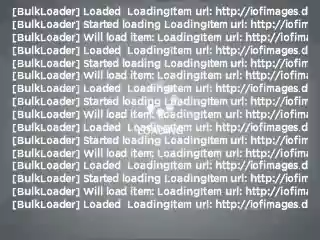 [BulkLoader] Loaded LoadingItem url: http://iofimages.d
[BulkLoader] Started loading LoadingItem url: http://iofim
[BulkLoader] Will load item: LoadingItem url: http://iofima
[BulkLoader] Loaded LoadingItem url: http://iofimages.d
[BulkLoader] Started loading LoadingItem url: http://iofim
[BulkLoader] Will load item: LoadingItem url: http://iofima
[BulkLoader] Loaded LoadingItem url: http://iofimages.d
[BulkLoader] Started loading LoadingItem url: http://iofim
[BulkLoader] Will load item: LoadingItem url: http://iofima
[BulkLoader] Loaded LoadingItem url: http://iofimages.d
LOADING
[BulkLoader] Started loading LoadingItem url: http://iofim
[BulkLoader] Will load item: LoadingItem url: http://iofima
[BulkLoader] Loaded LoadingItem url: http://iofimages.d
[BulkLoader] Started loading LoadingItem url: http://iofim
[BulkLoader] Will load item: LoadingItem url: http://iofima
[BulkLoader] Loaded LoadingItem url: http://iofimages.d